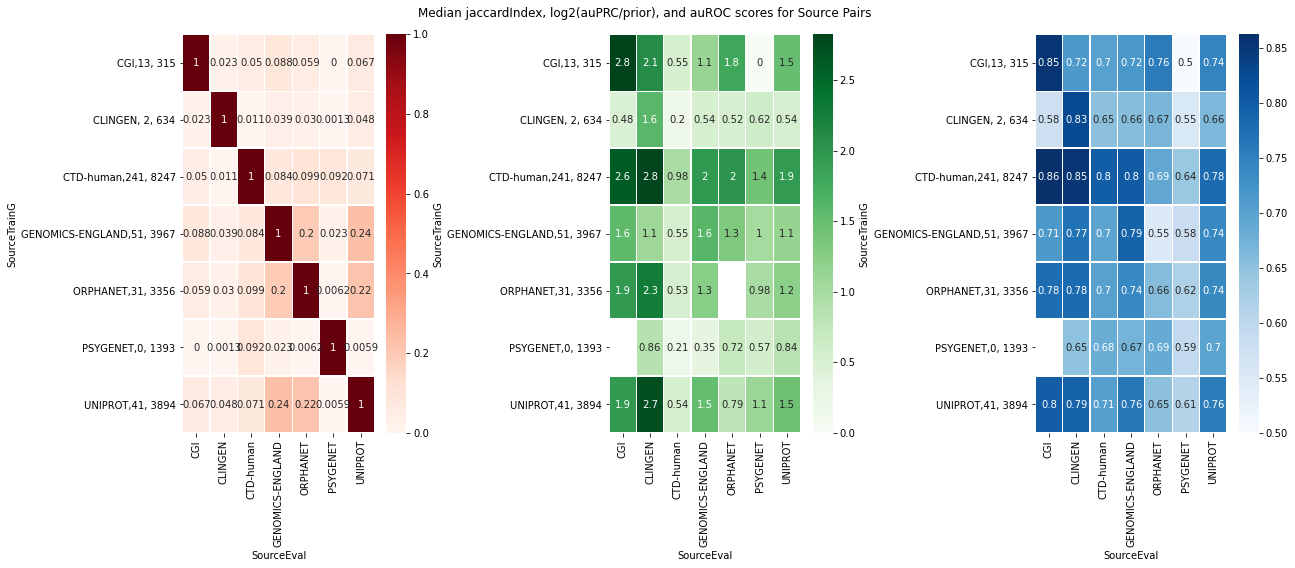 Median jaccardIndex, log2(auPRC/prior), and auROC scores for Source Pairs
SourceTrainG
CGI,13, 315
1 0.023 0.05 0.088 0.059 0 0.067
CLINGEN, 2, 634
0.023 1 0.011 0.039 0.03 0.0013 0.048
CTD-human,241, 8247
0.05 0.011 1 0.084 0.099 0.092 0.071
GENOMICS-ENGLAND,51, 3967
0.088 0.039 0.084 1 0.2 0.023 0.24
ORPHANET,31, 3356
0.059 0.03 0.099 0.2 1 0.0062 0.22
PSYGENET,0, 1393
0 0.0013 0.092 0.023 0.0062 1 0.0059
UNIPROT,41, 3894
0.067 0.048 0.071 0.24 0.22 0.0059 1
CGI
CLINGEN
CTD-human
GENOMICS-ENGLAND
ORPHANET
PSYGENET
UNIPROT
SourceEval
1.0
0.8
0.6
0.4
0.2
0.0
SourceTrainG
CGI,13, 315
2.8 2.1 0.55 1.1 1.8 0 1.5
CLINGEN, 2, 634
0.48 1.6 0.2 0.54 0.52 0.62 0.54
CTD-human,241, 8247
2.6 2.8 0.98 2 2 1.4 1.9
GENOMICS-ENGLAND,51, 3967
1.6 1.1 0.55 1.6 1.3 1 1.1
ORPHANET,31, 3356
1.9 2.3 0.53 1.3 0.98 1.2
PSYGENET,0, 1393
0.86 0.21 0.35 0.72 0.57 0.84
UNIPROT,41, 3894
1.9 2.7 0.54 1.5 0.79 1.1 1.5
CGI
CLINGEN
CTD-human
GENOMICS-ENGLAND
ORPHANET
PSYGENET
UNIPROT
SourceEval
2.5
2.0
1.5
1.0
0.5
0.0
SourceTrainG
CGI,13, 315
0.85 0.72 0.7 0.72 0.76 0.5 0.74
CLINGEN, 2, 634
0.58 0.83 0.65 0.66 0.67 0.55 0.66
CTD-human,241, 8247
0.86 0.85 0.8 0.8 0.69 0.64 0.78
GENOMICS-ENGLAND,51, 3967
0.71 0.77 0.7 0.79 0.55 0.58 0.74
ORPHANET,31, 3356
0.78 0.78 0.7 0.74 0.66 0.62 0.74
PSYGENET,0, 1393
0.65 0.68 0.67 0.69 0.59 0.7
UNIPROT,41, 3894
0.8 0.79 0.71 0.76 0.65 0.61 0.76
CGI
CLINGEN
CTD-human
GENOMICS-ENGLAND
ORPHANET
PSYGENET
UNIPROT
SourceEval
0.85
0.80
0.75
0.70
0.65
0.60
0.55
0.50